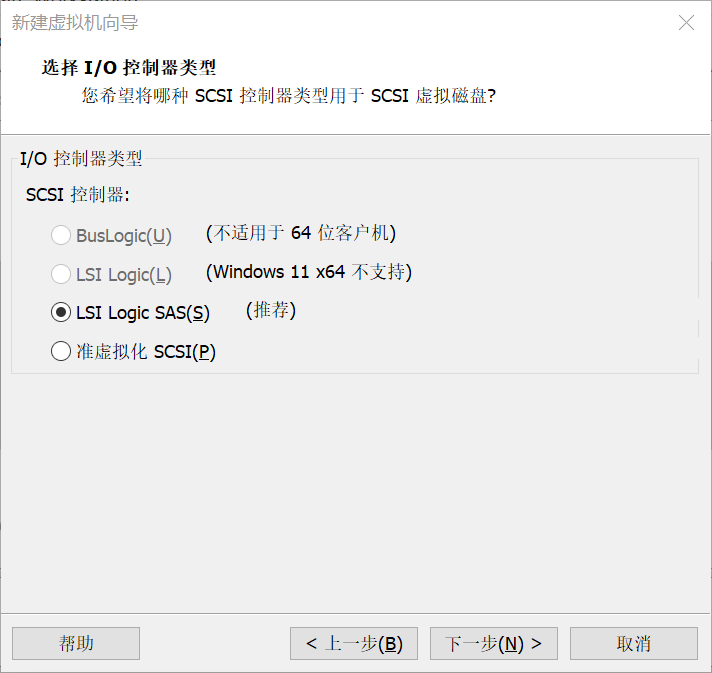 新建虚拟机向导
选择 I/O 控制器类型
您希望将哪种 SCSI 控制器类型用于 SCSI 虚拟磁盘?
I/O 控制器类型
SCSI 控制器:
BusLogic(U) (不适用于 64 位客户机)
LSI Logic(L) (Windows 11 x64 不支持)
LSI Logic SAS(S) (推荐)
准虚拟化 SCSI(P)
帮助 < 上一步(B) 下一步(N) > 取消